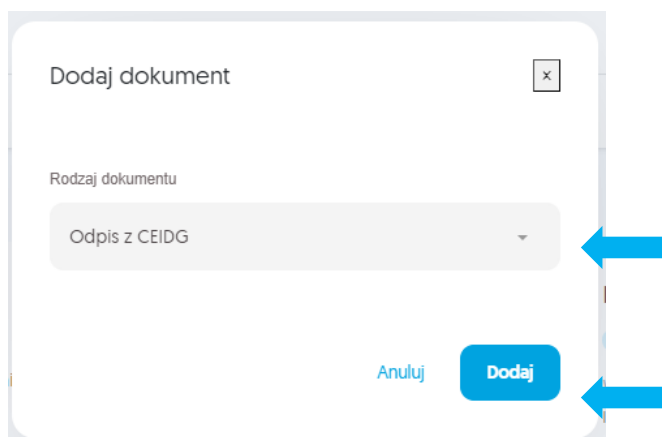 Dodaj dokument
x
Rodzaj dokumentu
Odpis z CEIDG
Anuluj
Dodaj